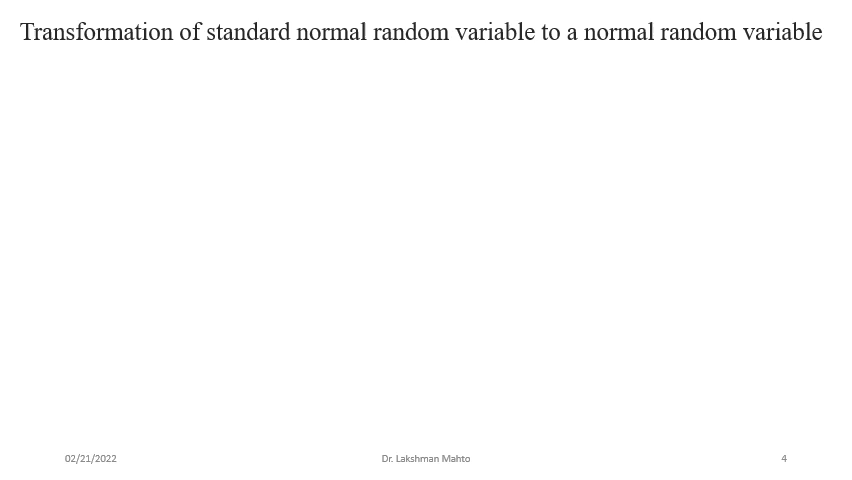 Transformation of standard normal random variable to a normal random variable
02/21/2022
Dr. Lakshman Mahto
4